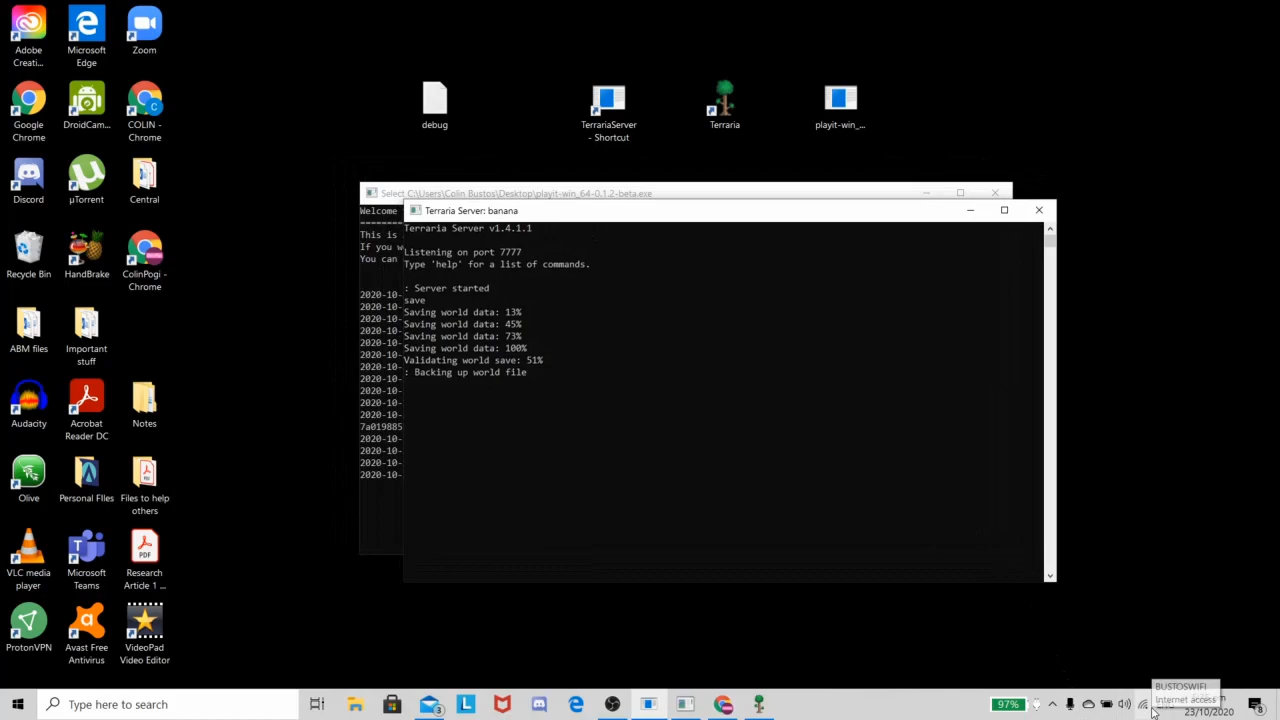 Adobe
Creati...
Microsoft
Edge
Zoom
Google
Chrome
DroidCam...
COLIN -
Chrome
Discord
µTorrent
Central
Recycle Bin
HandBrake
ColinPogi -
Chrome
ABM files
Important
stuff
Audacity
Acrobat
Reader DC
Notes
Olive
Personal FIles
Files to help
others
VLC media
player
Microsoft
Teams
PDF
Research
Article 1 ...
ProtonVPN
Avast Free
Antivirus
VideoPad
Video Editor
debug
TerrariaServer
- Shortcut
Terraria
playit-win_...
Select C:\Users\Colin Bustos\Desktop\playit-win_64-0.1.2-beta.exe
Welcome
This is
If you w
You can
2020-10-
2020-10-
2020-10-
2020-10-
2020-10-
2020-10-
2020-10-
2020-10-
2020-10-
2020-10-
2020-10-
7a019885
2020-10-
2020-10-
2020-10-
2020-10-
Terraria Server: banana
Terraria Server v1.4.1.1
Listening on port 7777
Type 'help' for a list of commands.
: Server started
save
Saving world data: 13%
Saving world data: 45%
Saving world data: 73%
Saving world data: 100%
Validating world save: 51%
: Backing up world file
Type here to search
3
97%
BUSTOSWIFI
Internet access
23/10/2020
8